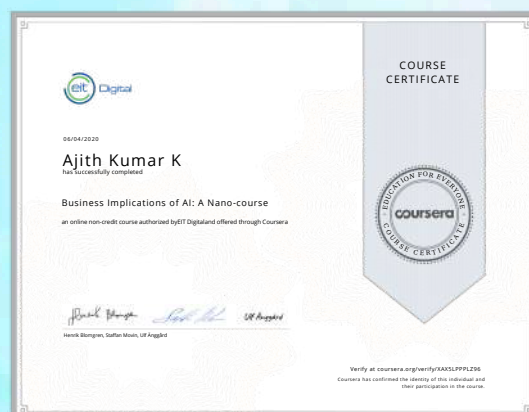 eit Digital
06/04/2020
Ajith Kumar K
has successfully completed
Business Implications of AI: A Nano-course
an online non-credit course authorized byEIT Digitaland offered through Coursera
Henrik Blomgren, Staffan Movin, Ulf Änggård
COURSE
CERTIFICATE
EDUCATION FOR EVERYONE
coursera
COURSE CERTIFICATE
Verify at coursera.org/verify/XAX5LPPPLZ96
Coursera has confirmed the identity of this individual and
their participation in the course.